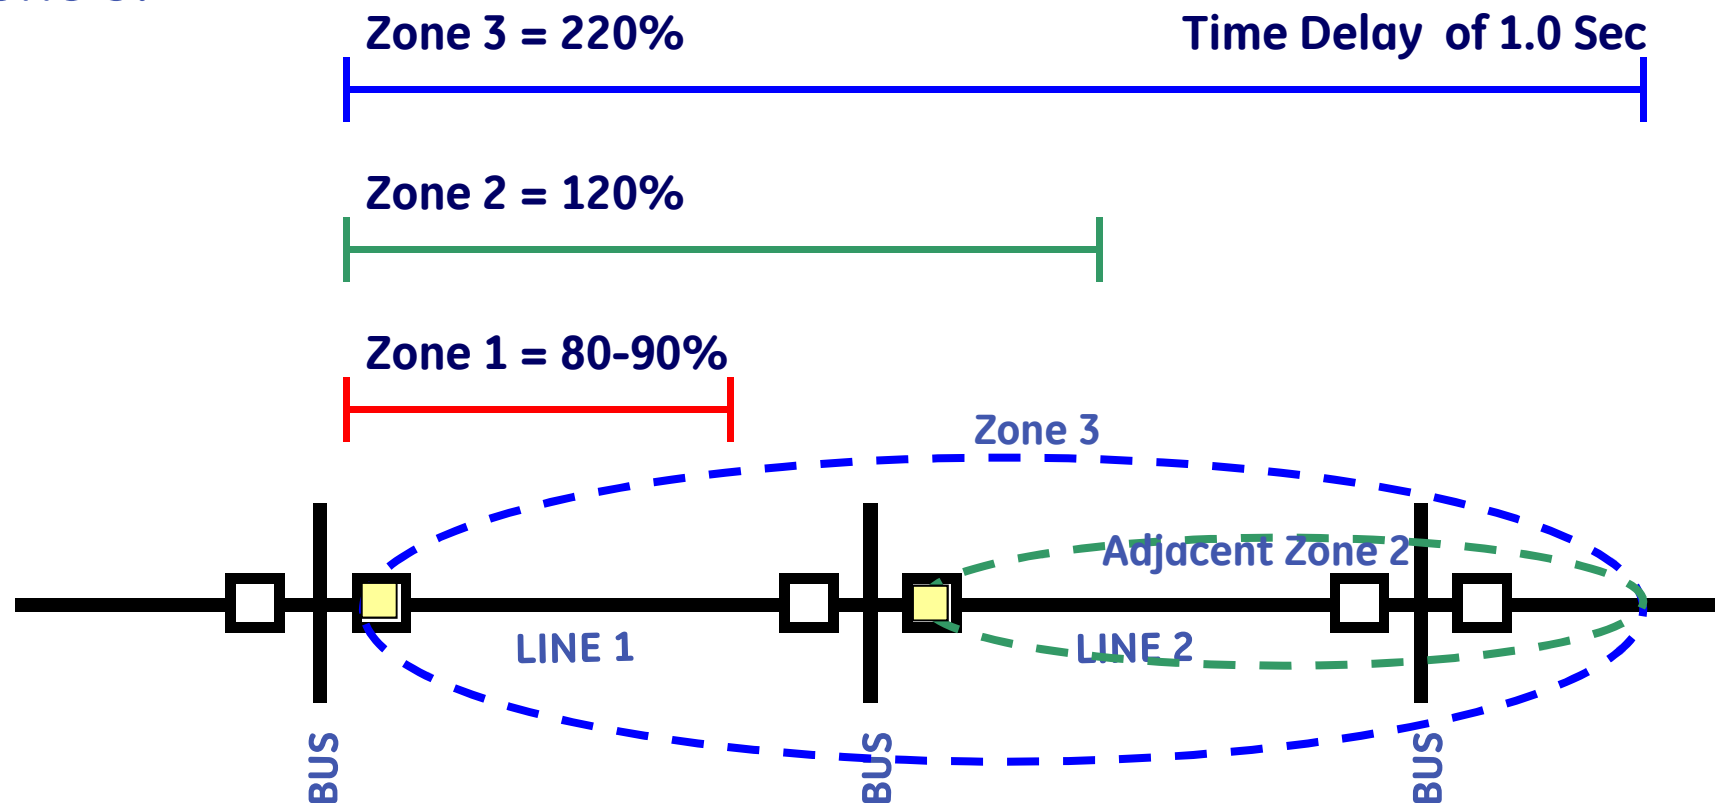 Zone 3 = 220%
Time Delay of 1.0 Sec
Zone 2 = 120%
Zone 1 = 80-90%
Zone 3
Adjacent Zone 2
LINE 1
LINE 2
BUS
BUS
BUS